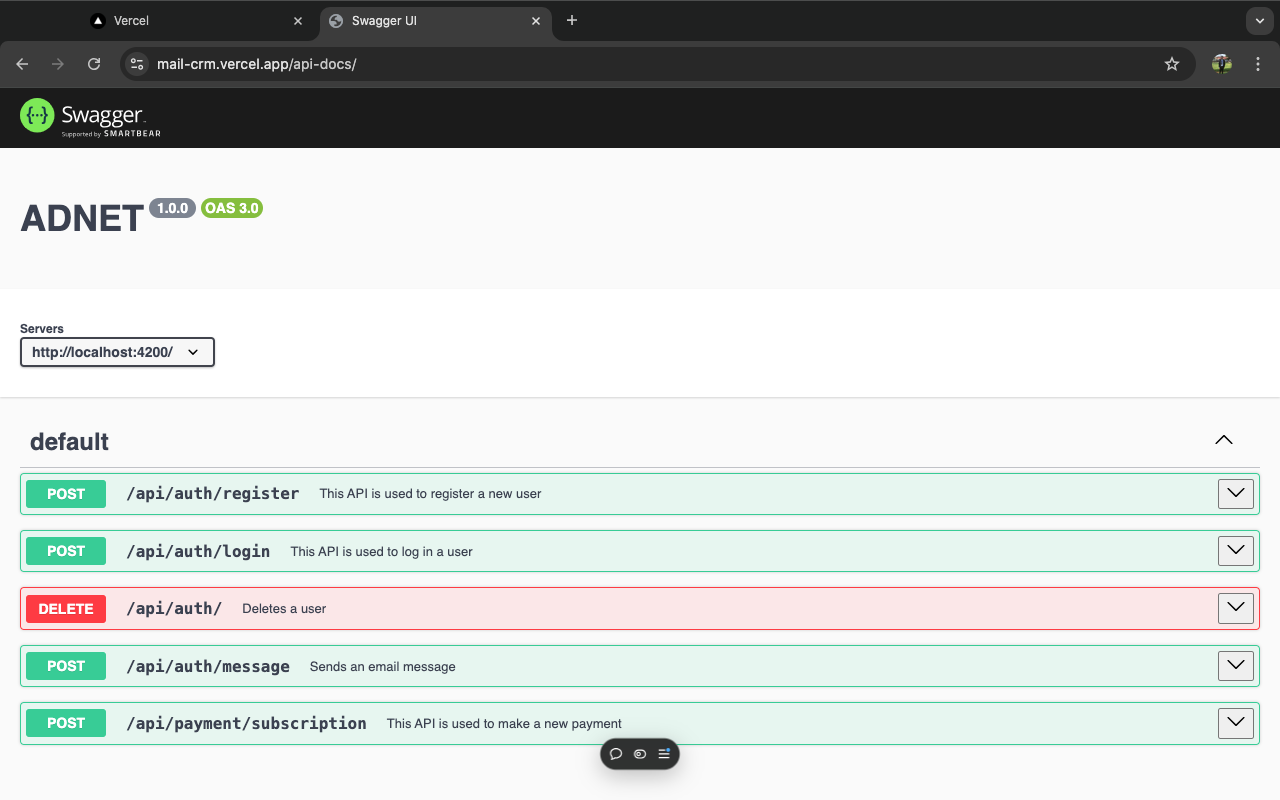 Vercel
Swagger UI
mail-crm.vercel.app/api-docs/
{···} Swagger
Supported by SMARTBEAR
ADNET 1.0.0 OAS 3.0
Servers
http://localhost:4200/
default
POST /api/auth/register This API is used to register a new user
POST /api/auth/login This API is used to log in a user
DELETE /api/auth/ Deletes a user
POST /api/auth/message Sends an email message
POST /api/payment/subscription This API is used to make a new payment